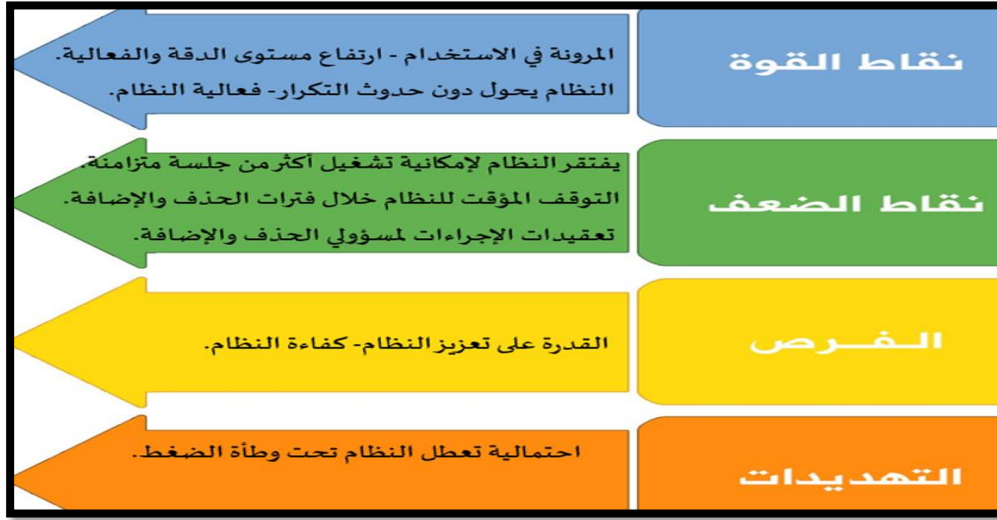 نقاط القوة
المرونة في الاستخدام - ارتفاع مستوى الدقة والفعالية.
النظام يحول دون حدوث التكرار- فعالية النظام.
نقاط الضعف
يفتقر النظام لإمكانية تشغيل أكثر من جلسة متزامنة.
التوقف المؤقت للنظام خلال فترات الحذف والإضافة.
تعقيدات الإجراءات لمسؤولي الحذف والإضافة.
الـفـــرص
القدرة على تعزيز النظام- كفاءة النظام.
التهديدات
احتمالية تعطل النظام تحت وطأة الضغط.